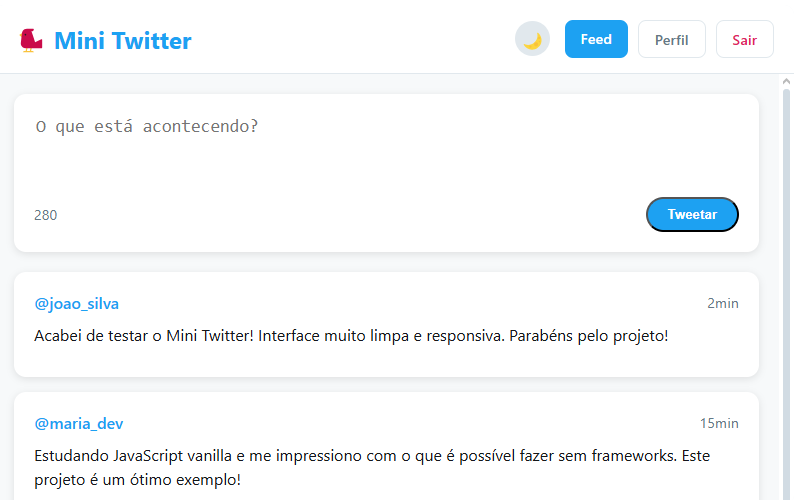 Mini Twitter
Feed
Perfil
Sair
O que está acontecendo?
280
Tweetar
@joao_silva
2min
Acabei de testar o Mini Twitter! Interface muito limpa e responsiva. Parabéns pelo projeto!
@maria_dev
15min
Estudando JavaScript vanilla e me impressiono com o que é possível fazer sem frameworks. Este
projeto é um ótimo exemplo!